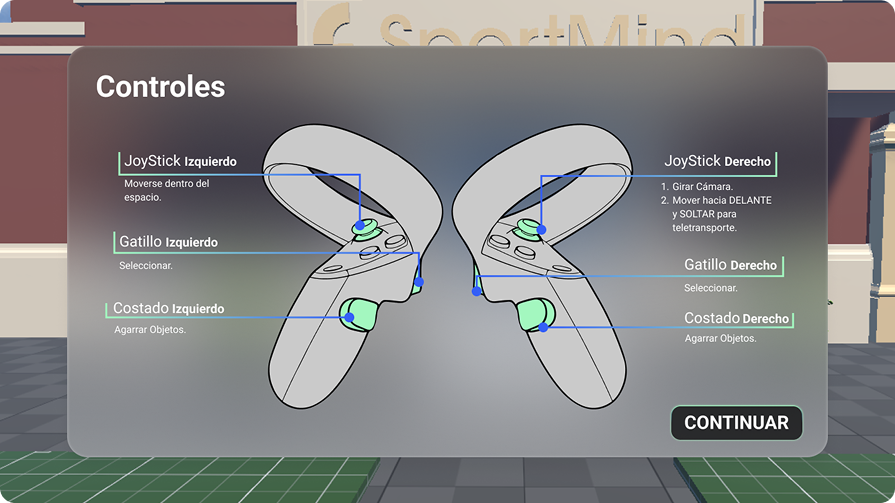 SportMind
Controles
JoyStick Izquierdo
Moverse dentro del
espacio.
Gatillo Izquierdo
Seleccionar.
Costado Izquierdo
Agarrar Objetos.
JoyStick Derecho
1. Girar Cámara.
2. Mover hacia DELANTE
y SOLTAR para
teletransporte.
Gatillo Derecho
Seleccionar.
Costado Derecho
Agarrar Objetos.
CONTINUAR